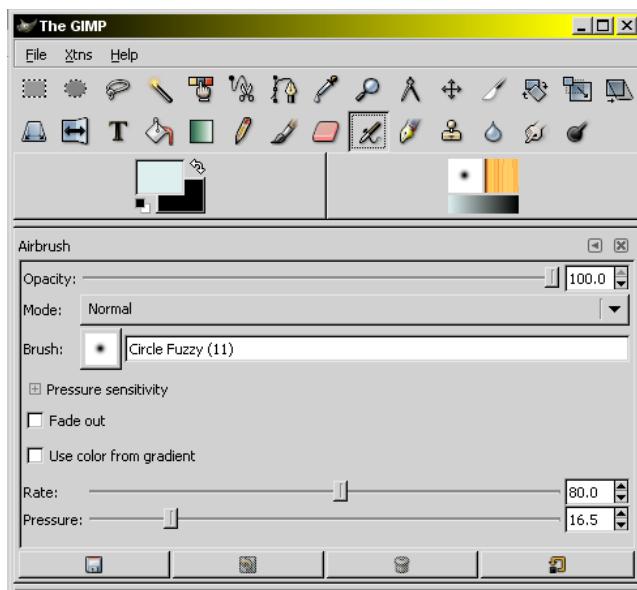 The GIMP
File Xtns Help
T
Airbrush
Opacity: 100.0
Mode: Normal
Brush: Circle Fuzzy (11)
Pressure sensitivity
Fade out
Use color from gradient
Rate: 80.0
Pressure: 16.5